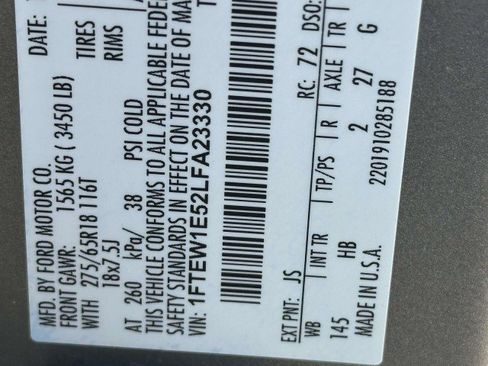 MFD. BY FORD MOTOR CO.
DATE:
FRONT GAWR: 1565 KG ( 3450 LB)
WITH 275/65R18 116T TIRES
18x7.5J RIMS
AT 260 kPa/ 38 PSI COLD
THIS VEHICLE CONFORMS TO ALL APPLICABLE FEDE
SAFETY STANDARDS IN EFFECT ON THE DATE OF MA
VIN: 1FTEW1E52LFA23330
EXT PNT: JS RC: 72 DSO:
WB INT TR TP/PS R AXLE TR
145 HB 2 27 G
MADE IN U.S.A. 2201910285188